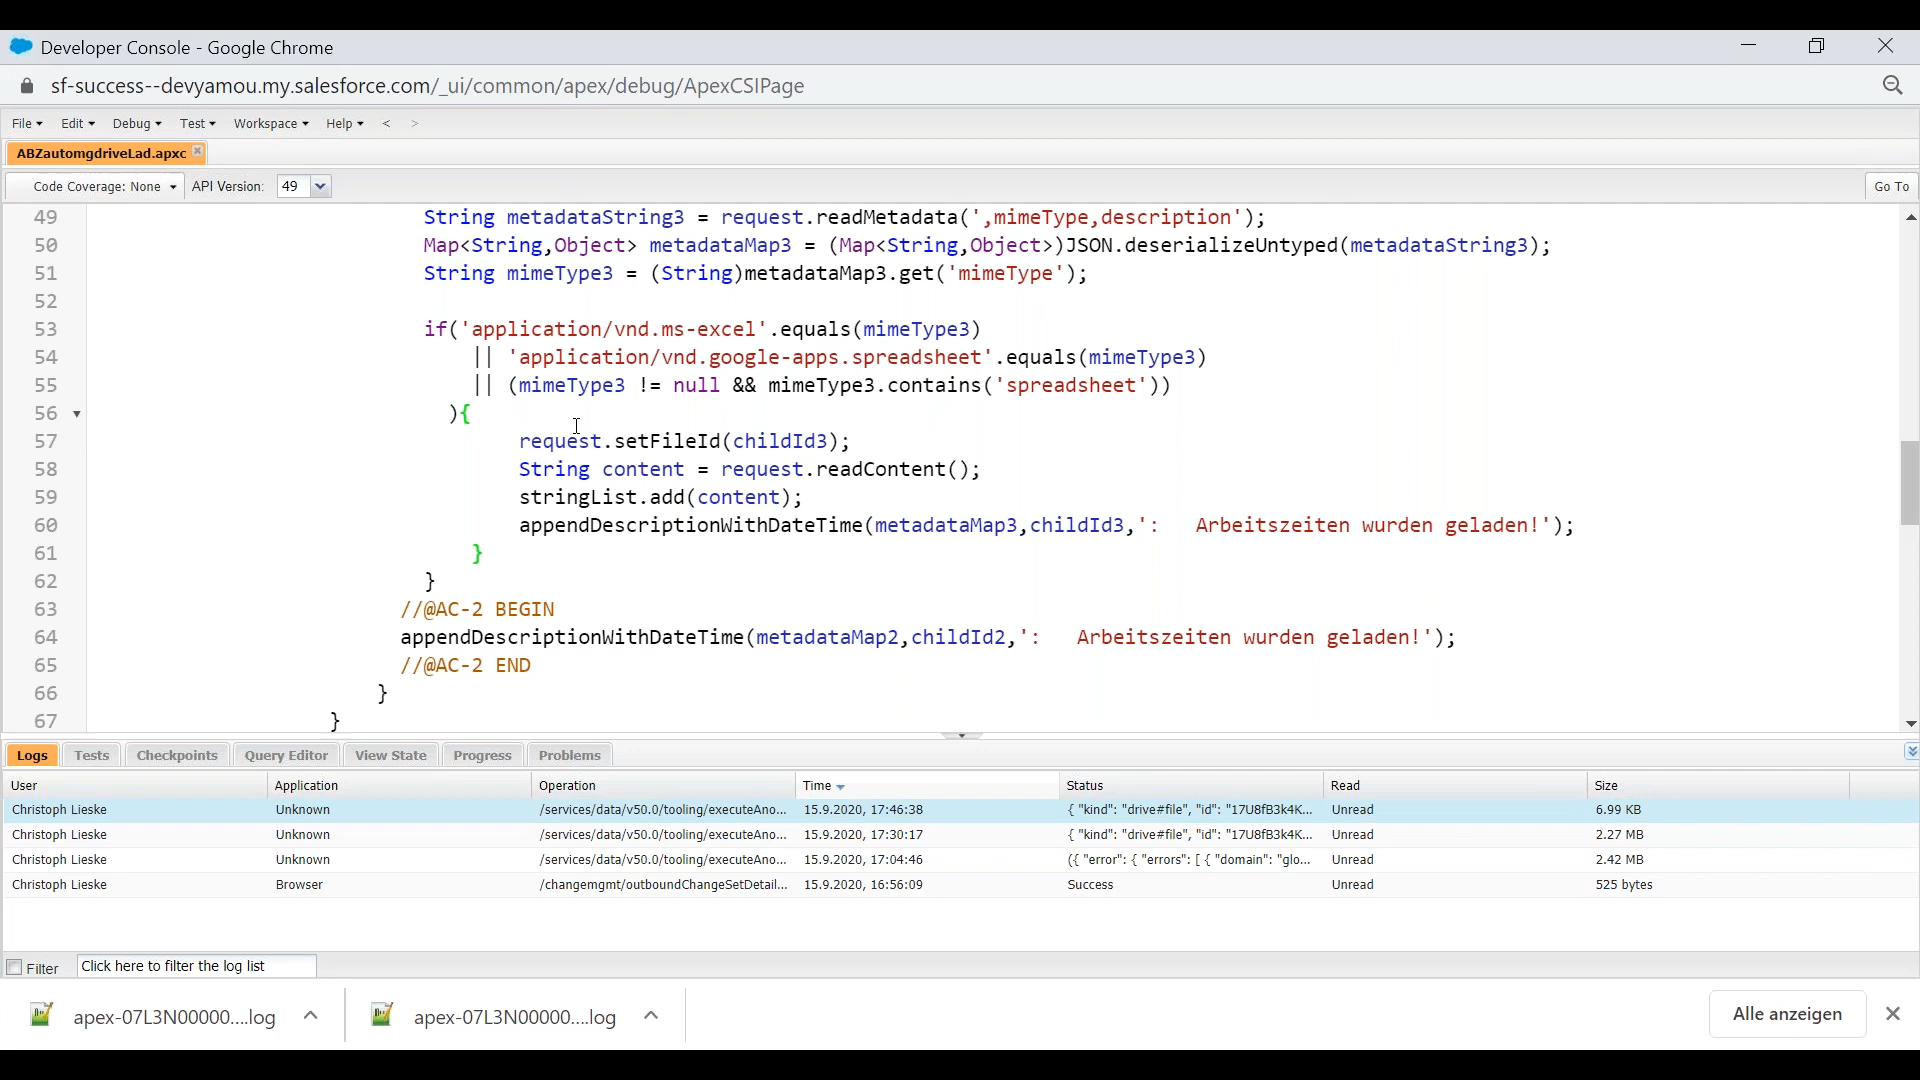 Developer Console - Google Chrome
sf-success--devyamou.my.salesforce.com/_ui/common/apex/debug/ApexCSIPage
File Edit Debug Test Workspace Help < >
ABZautomgdriveLad.apxc
Code Coverage: None API Version: 49 Go To
49 String metadataString3 = request.readMetadata(',mimeType,description');
50 Map<String,Object> metadataMap3 = (Map<String,Object>)JSON.deserializeUntyped(metadataString3);
51 String mimeType3 = (String)metadataMap3.get('mimeType');
52
53 if('application/vnd.ms-excel'.equals(mimeType3)
54 || 'application/vnd.google-apps.spreadsheet'.equals(mimeType3)
55 || (mimeType3 != null && mimeType3.contains('spreadsheet'))
56 ){
57 request.setFileId(childId3);
58 String content = request.readContent();
59 stringList.add(content);
60 appendDescriptionWithDateTime(metadataMap3,childId3,':   Arbeitszeiten wurden geladen!');
61 }
62 }
63 //@AC-2 BEGIN
64 appendDescriptionWithDateTime(metadataMap2,childId2,':   Arbeitszeiten wurden geladen!');
65 //@AC-2 END
66 }
67 }
Logs Tests Checkpoints Query Editor View State Progress Problems
User Application Operation Time Status Read Size
Christoph Lieske Unknown /services/data/v50.0/tooling/executeAno... 15.9.2020, 17:46:38 { "kind": "drive#file", "id": "17U8fB3k4K... Unread 6.99 KB
Christoph Lieske Unknown /services/data/v50.0/tooling/executeAno... 15.9.2020, 17:30:17 { "kind": "drive#file", "id": "17U8fB3k4K... Unread 2.27 MB
Christoph Lieske Unknown /services/data/v50.0/tooling/executeAno... 15.9.2020, 17:04:46 ({ "error": { "errors": [ { "domain": "glo... Unread 2.42 MB
Christoph Lieske Browser /changemgmt/outboundChangeSetDetail... 15.9.2020, 16:56:09 Success Unread 525 bytes
Filter Click here to filter the log list
apex-07L3N00000....log apex-07L3N00000....log Alle anzeigen